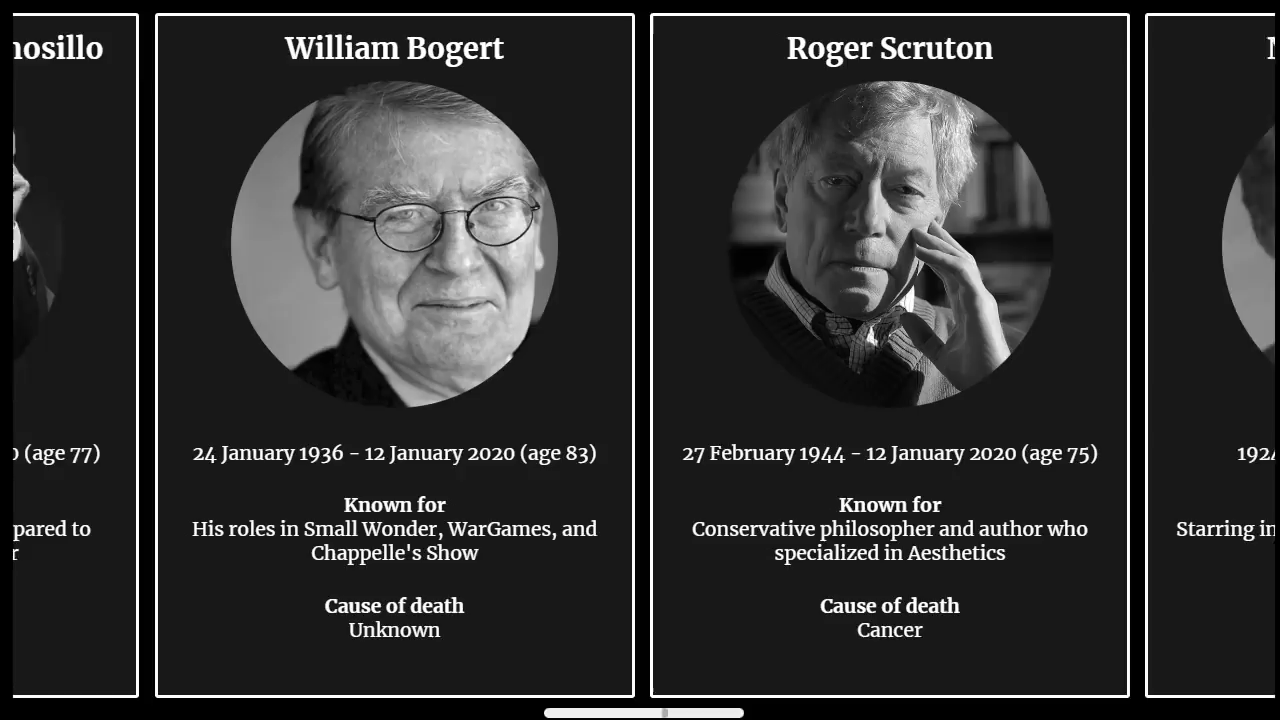 nosillo
(age 77)
pared to
r
William Bogert
24 January 1936 - 12 January 2020 (age 83)
Known for
His roles in Small Wonder, WarGames, and
Chappelle's Show
Cause of death
Unknown
Roger Scruton
27 February 1944 - 12 January 2020 (age 75)
Known for
Conservative philosopher and author who
specialized in Aesthetics
Cause of death
Cancer
1924
Starring in